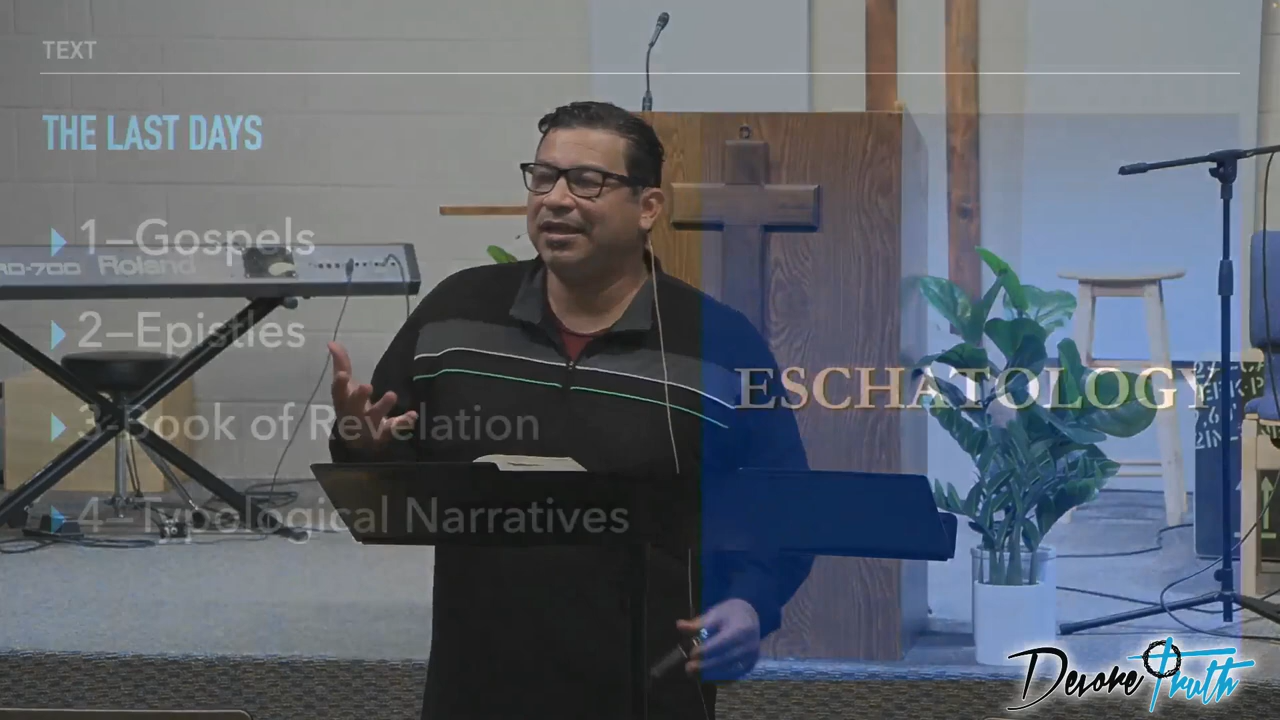 TEXT
THE LAST DAYS
1–Gospels
RD-700 Roland
2–Epistles
ESCHATOLOGY
3-Book of Revelation
4–Typological Narratives
Devore Truth